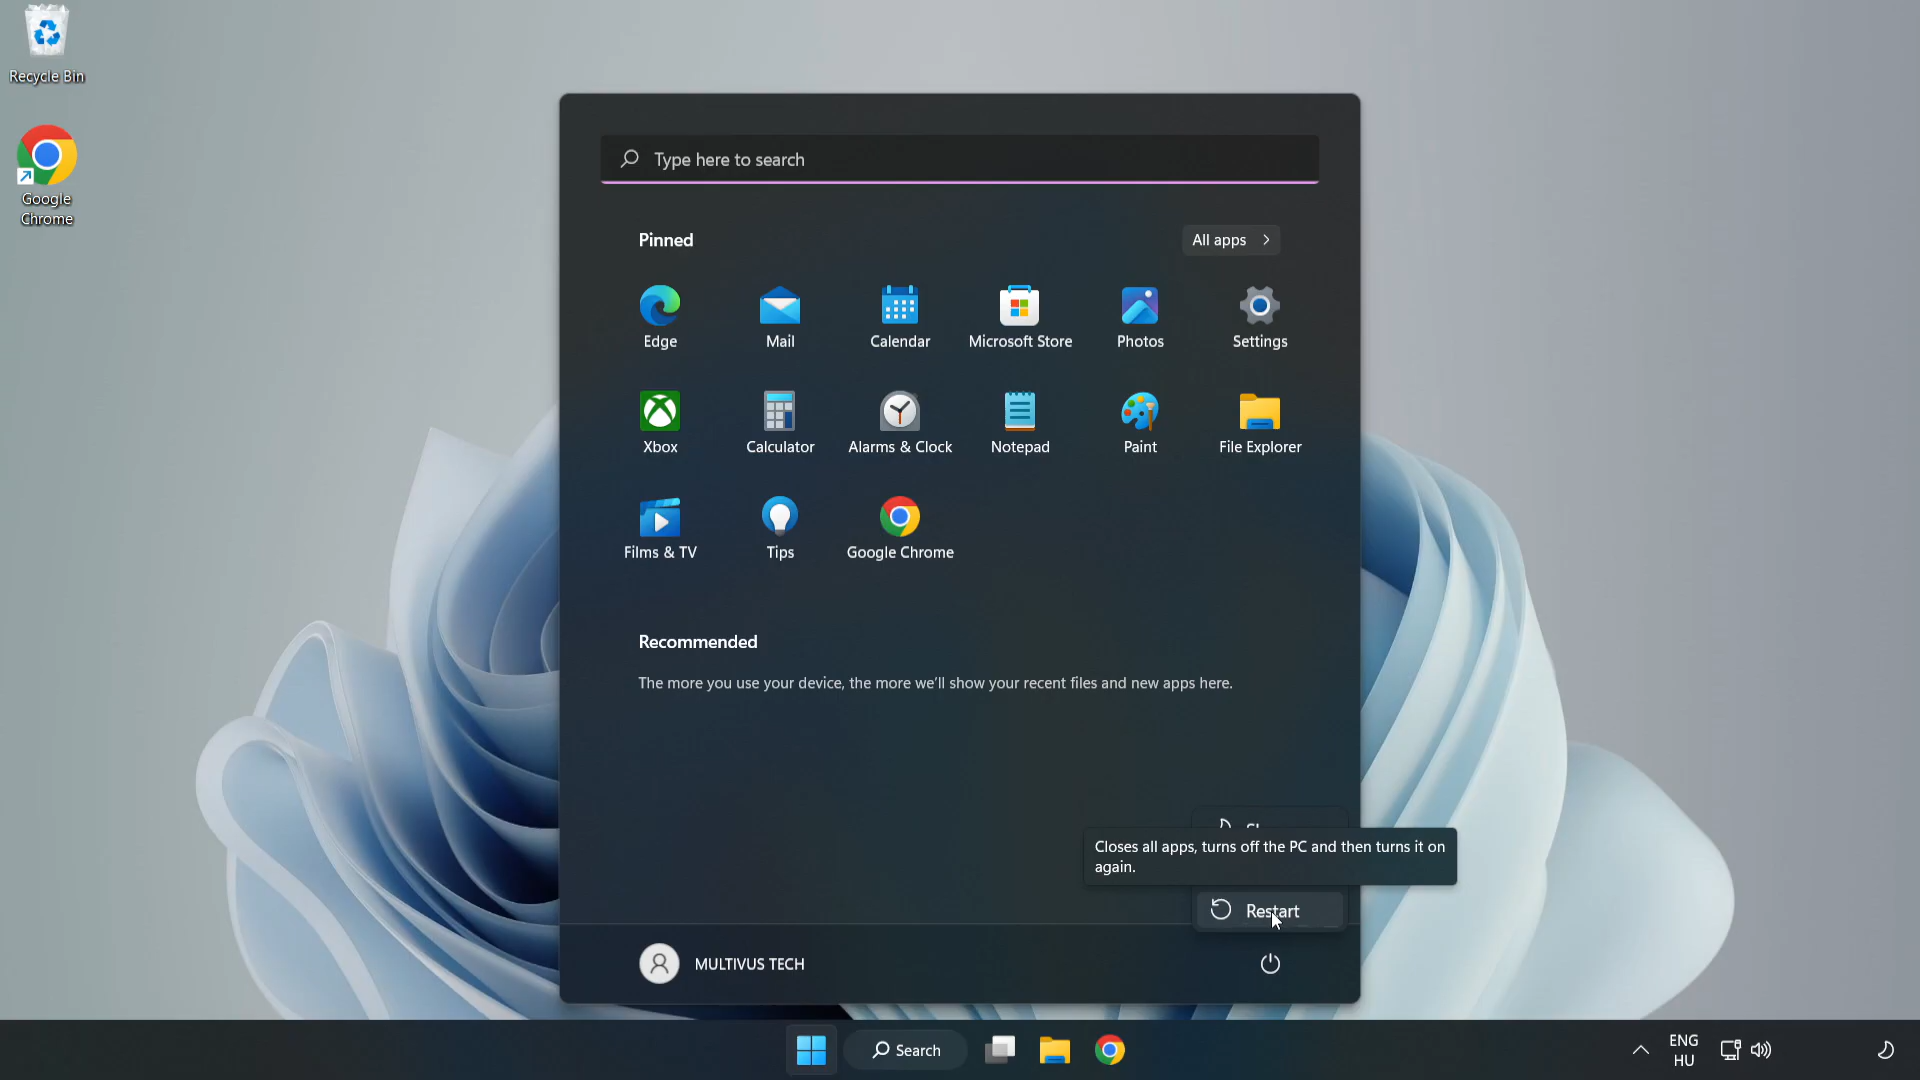 Recycle Bin
Google
Chrome
Type here to search
Pinned
All apps
Edge
Mail
Calendar
Microsoft Store
Photos
Settings
Xbox
Calculator
Alarms & Clock
Notepad
Paint
File Explorer
Films & TV
Tips
Google Chrome
Recommended
The more you use your device, the more we'll show your recent files and new apps here.
Closes all apps, turns off the PC and then turns it on
again.
Restart
MULTIVUS TECH
Search
ENG
HU